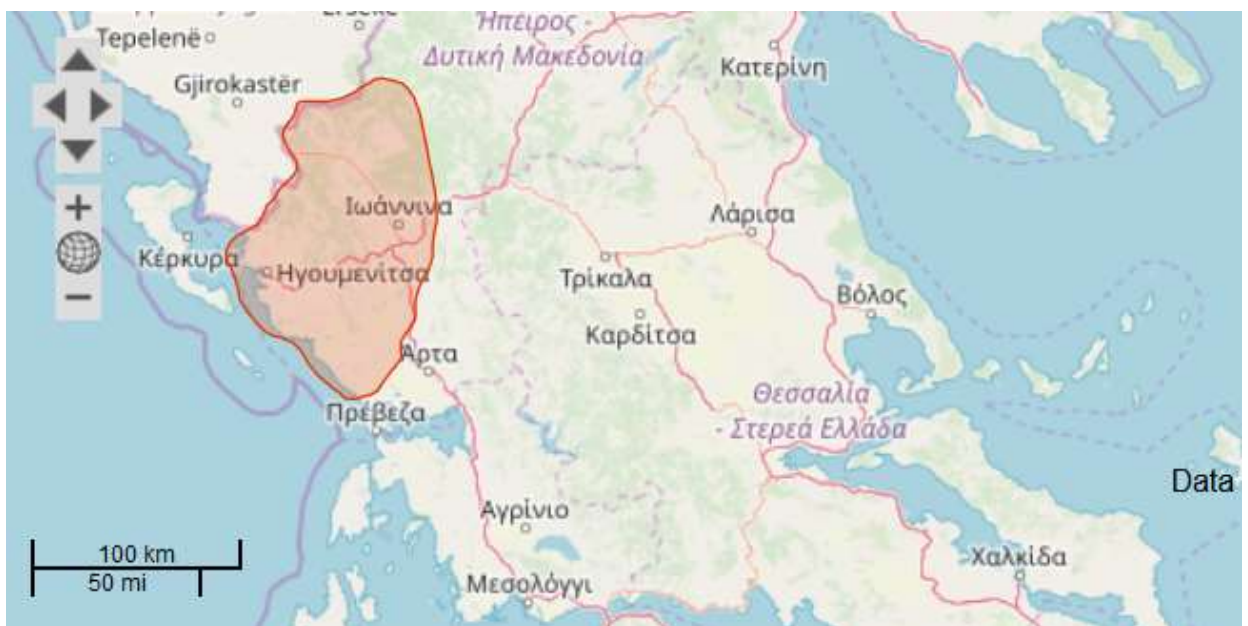 Tepelenë
Ήπειρος -
Δυτική Μακεδονία
Κατερίνη
Gjirokastër
Ιωάννινα
Λάρισα
Κέρκυρα
Ηγουμενίτσα
Τρίκαλα
Βόλος
Καρδίτσα
Άρτα
Θεσσαλία
- Στερεά Ελλάδα
Πρέβεζα
Data
Αγρίνιο
100 km
50 mi
Χαλκίδα
Μεσολόγγι